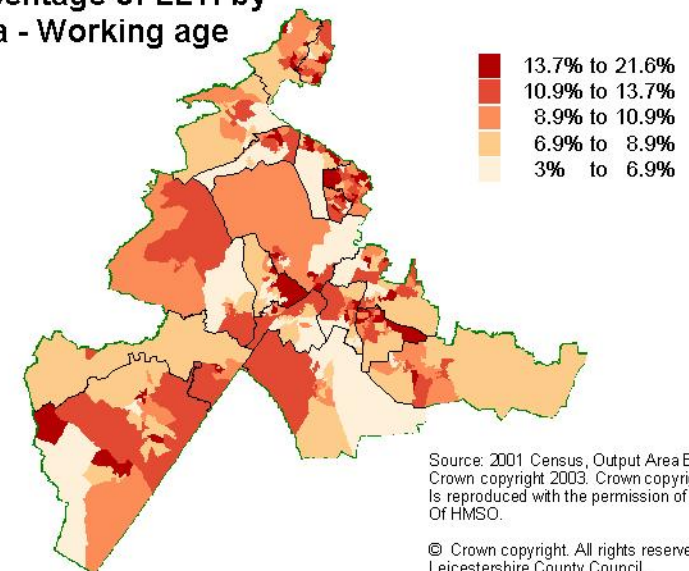 by
- Working age
13.7% to 21.6%
10.9% to 13.7%
8.9% to 10.9%
6.9% to 8.9%
3% to 6.9%
Source: 2001 Census, Output Area
Crown copyright 2003. Crown
Is reproduced with the permission of
Of HMSO.
© Crown copyright. All rights
Leicestershire County Council